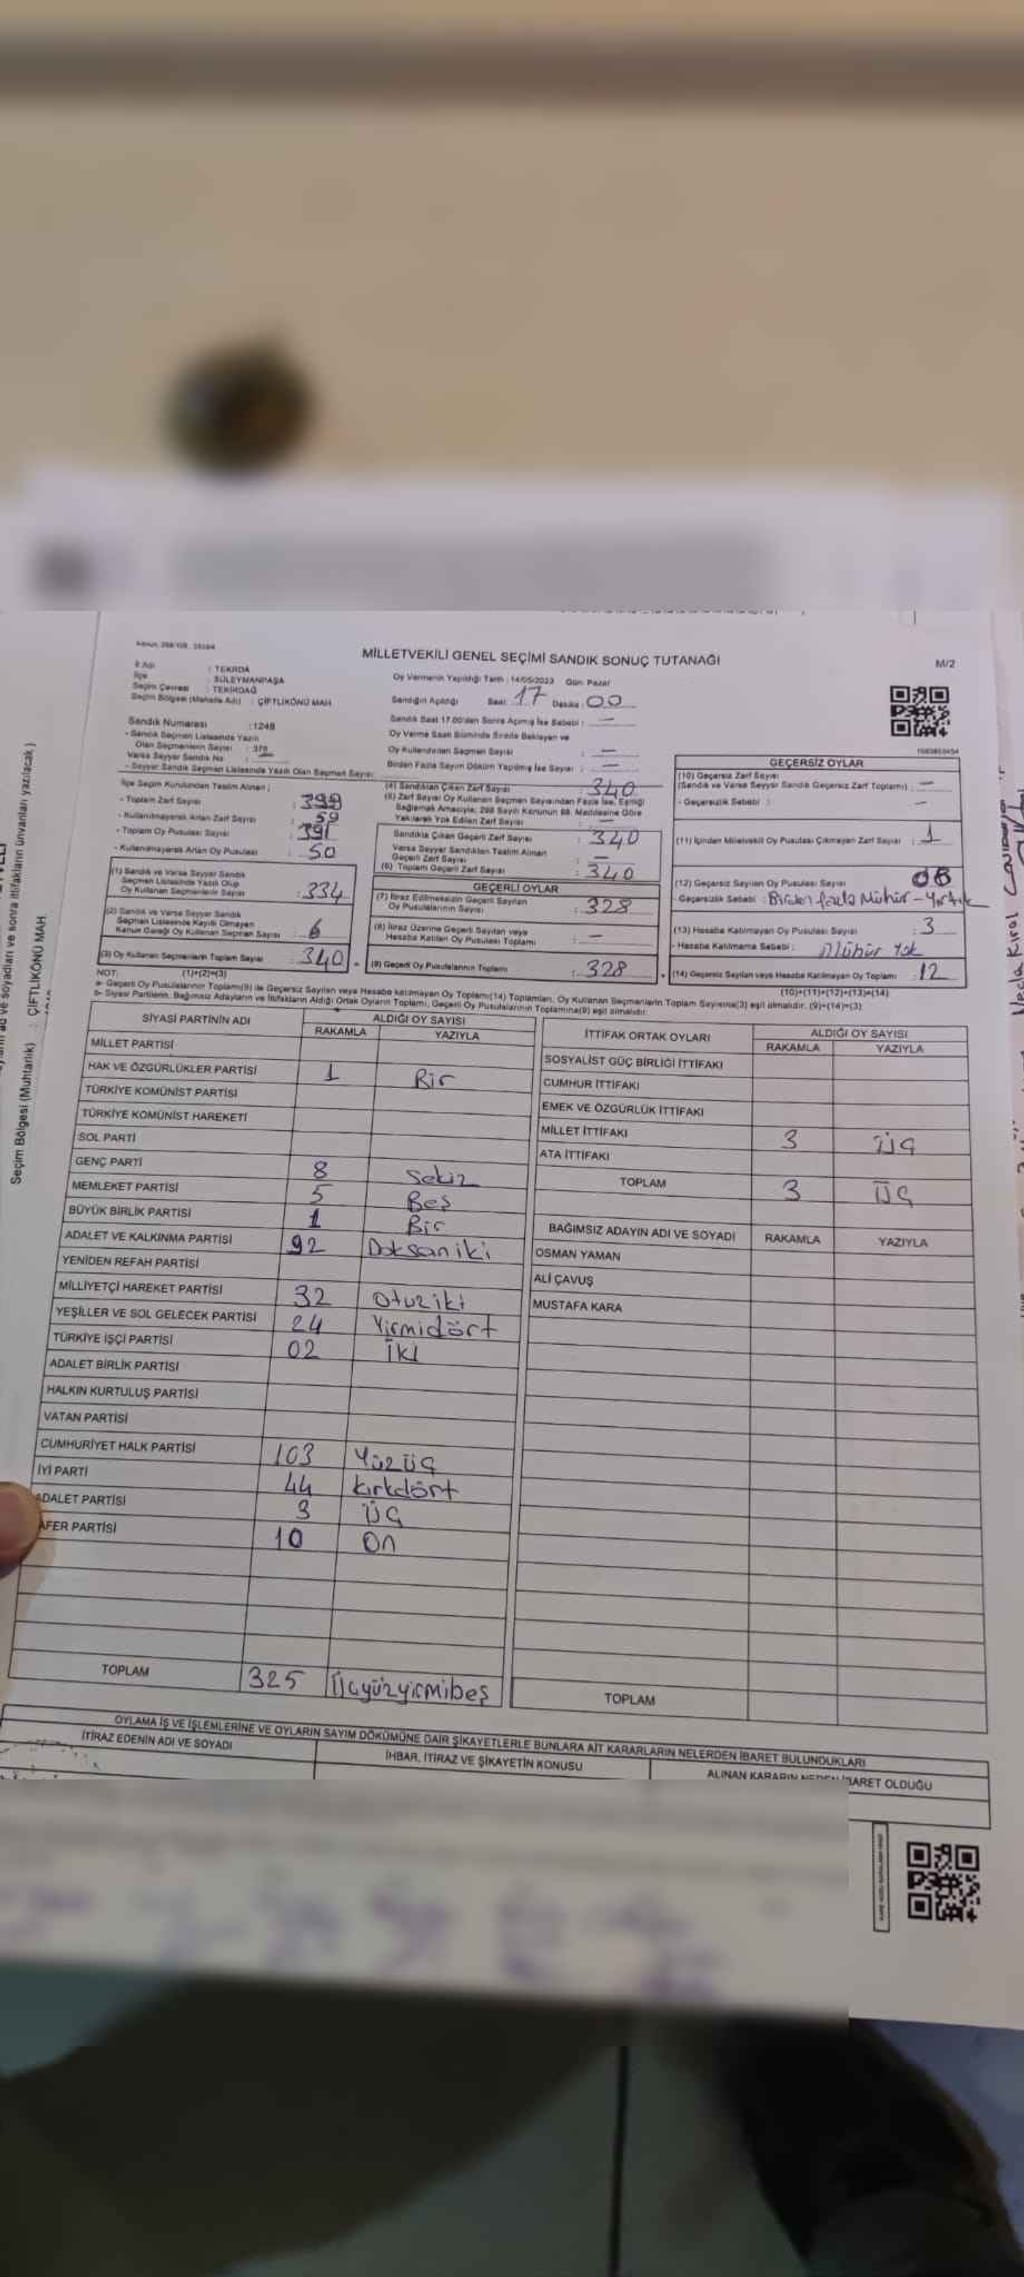 MİLLETVEKİLİ GENEL SEÇİMİ SANDIK SONUÇ TUTANAĞI
M/2
İl Adı : TEKİRDA
İlçe : SÜLEYMANPAŞA
Seçim Çevresi : TEKİRDAĞ
Seçim Bölgesi (Mahalle Adı) : ÇİFTLİKÖNÜ MAH
Oy Vermenin Yapıldığı Tarih : 14/05/2023 Gün: Pazar
Sandığın Açıldığı Saat: 17 Dakika: 00
Sandık Saat 17.00'den Sonra Açılmış İse Sebebi : —
Oy Verme Saati Bitiminde Sırada Bekleyen ve
Oy Kullandırılan Seçmen Sayısı : —
Birden Fazla Sayım Döküm Yapılmış İse Sayısı : —
Sandık Numarası : 1248
- Sandık Seçmen Listesinde Yazılı
Olan Seçmenlerin Sayısı : 378
Varsa Seyyar Sandık No :
- Seyyar Sandık Seçmen Listesinde Yazılı Olan Seçmen Sayısı:
İlçe Seçim Kurulundan Teslim Alınan ;
- Toplam Zarf Sayısı : 399
- Kullanılmayarak Artan Zarf Sayısı : 59
- Toplam Oy Pusulası Sayısı : 391
- Kullanılmayarak Artan Oy Pusulası : 50
(1) Sandık ve Varsa Seyyar Sandık
Seçmen Listesinde Yazılı Olup
Oy Kullanan Seçmenlerin Sayısı : 334
(2) Sandık ve Varsa Seyyar Sandık
Seçmen Listesinde Kayıtlı Olmayan
Kanun Gereği Oy Kullanan Seçmen Sayısı : 6
(3) Oy Kullanan Seçmenlerin Toplam Sayısı : 340
(4) Sandıktan Çıkan Zarf Sayısı : 340
(5) Zarf Sayısı Oy Kullanan Seçmen Sayısından Fazla İse, Eşitliği
Sağlamak Amacıyla; 298 Sayılı Kanunun 98. Maddesine Göre
Yakılarak Yok Edilen Zarf Sayısı : —
Sandıkta Çıkan Geçerli Zarf Sayısı : 340
Varsa Seyyar Sandıktan Teslim Alınan
Geçerli Zarf Sayısı : —
(6) Toplam Geçerli Zarf Sayısı : 340
GEÇERLİ OYLAR
(7) İtiraz Edilmeksizin Geçerli Sayılan
Oy Pusulalarının Sayısı : 328
(8) İtiraz Üzerine Geçerli Sayılan veya
Hesaba Katılan Oy Pusulası Toplamı : —
(9) Geçerli Oy Pusulalarının Toplamı : 328
GEÇERSİZ OYLAR
(10) Geçersiz Zarf Sayısı
(Sandık ve Varsa Seyyar Sandık Geçersiz Zarf Toplamı) : —
- Geçersizlik Sebebi : —
(11) İçinden Milletvekili Oy Pusulası Çıkmayan Zarf Sayısı : 1
(12) Geçersiz Sayılan Oy Pusulası Sayısı : 08
- Geçersizlik Sebebi : Birden fazla Mühür - Yırtık
(13) Hesaba Katılmayan Oy Pusulası Sayısı : 3
- Hesaba Katılmama Sebebi : Mühür Yok
(14) Geçersiz Sayılan veya Hesaba Katılmayan Oy Toplamı : 12
NOT: (1)+(2)=(3)
(10)+(11)+(12)+(13)=(14)
a- Geçerli Oy Pusulalarının Toplamı(9) ile Geçersiz Sayılan veya Hesaba katılmayan Oy Toplamı(14) Toplamları, Oy Kullanan Seçmenlerin Toplam Sayısına(3) eşit olmalıdır. (9)+(14)=(3)
b- Siyasi Partilerin, Bağımsız Adayların ve İttifakların Aldığı Ortak Oyların Toplamı, Geçerli Oy Pusulalarının Toplamına(9) eşit olmalıdır.
SİYASİ PARTİNİN ADI ALDIĞI OY SAYISI
RAKAMLA YAZIYLA
MİLLET PARTİSİ
HAK VE ÖZGÜRLÜKLER PARTİSİ 1 Bir
TÜRKİYE KOMÜNİST PARTİSİ
TÜRKİYE KOMÜNİST HAREKETİ
SOL PARTİ
GENÇ PARTİ 8 Sekiz
MEMLEKET PARTİSİ 5 Beş
BÜYÜK BİRLİK PARTİSİ 1 Bir
ADALET VE KALKINMA PARTİSİ 92 Doksaniki
YENİDEN REFAH PARTİSİ
MİLLİYETÇİ HAREKET PARTİSİ 32 Otuziki
YEŞİLLER VE SOL GELECEK PARTİSİ 24 Yirmidört
TÜRKİYE İŞÇİ PARTİSİ 02 İki
ADALET BİRLİK PARTİSİ
HALKIN KURTULUŞ PARTİSİ
VATAN PARTİSİ
CUMHURİYET HALK PARTİSİ 103 Yüzüç
İYİ PARTİ 44 Kırkdört
ADALET PARTİSİ 3 Üç
AFER PARTİSİ 10 On
TOPLAM 325 Üçyüzyirmibeş
İTTİFAK ORTAK OYLARI ALDIĞI OY SAYISI
RAKAMLA YAZIYLA
SOSYALİST GÜÇ BİRLİĞİ İTTİFAKI
CUMHUR İTTİFAKI
EMEK VE ÖZGÜRLÜK İTTİFAKI
MİLLET İTTİFAKI 3 ÜÇ
ATA İTTİFAKI
TOPLAM 3 ÜÇ
BAĞIMSIZ ADAYIN ADI VE SOYADI RAKAMLA YAZIYLA
OSMAN YAMAN
ALİ ÇAVUŞ
MUSTAFA KARA
TOPLAM
OYLAMA İŞ VE İŞLEMLERİNE VE OYLARIN SAYIM DÖKÜMÜNE DAİR ŞİKAYETLERLE BUNLARA AİT KARARLARIN NELERDEN İBARET BULUNDUKLARI
İTİRAZ EDENİN ADI VE SOYADI
İHBAR, İTİRAZ VE ŞİKAYETİN KONUSU
ALINAN KARARIN NEDEN İBARET OLDUĞU
ad ve soyadları ve sonra ittifakların ünvanları yazılacak )
Seçim Bölgesi (Muhtarlık) : ÇİFTLİKÖNÜ MAH